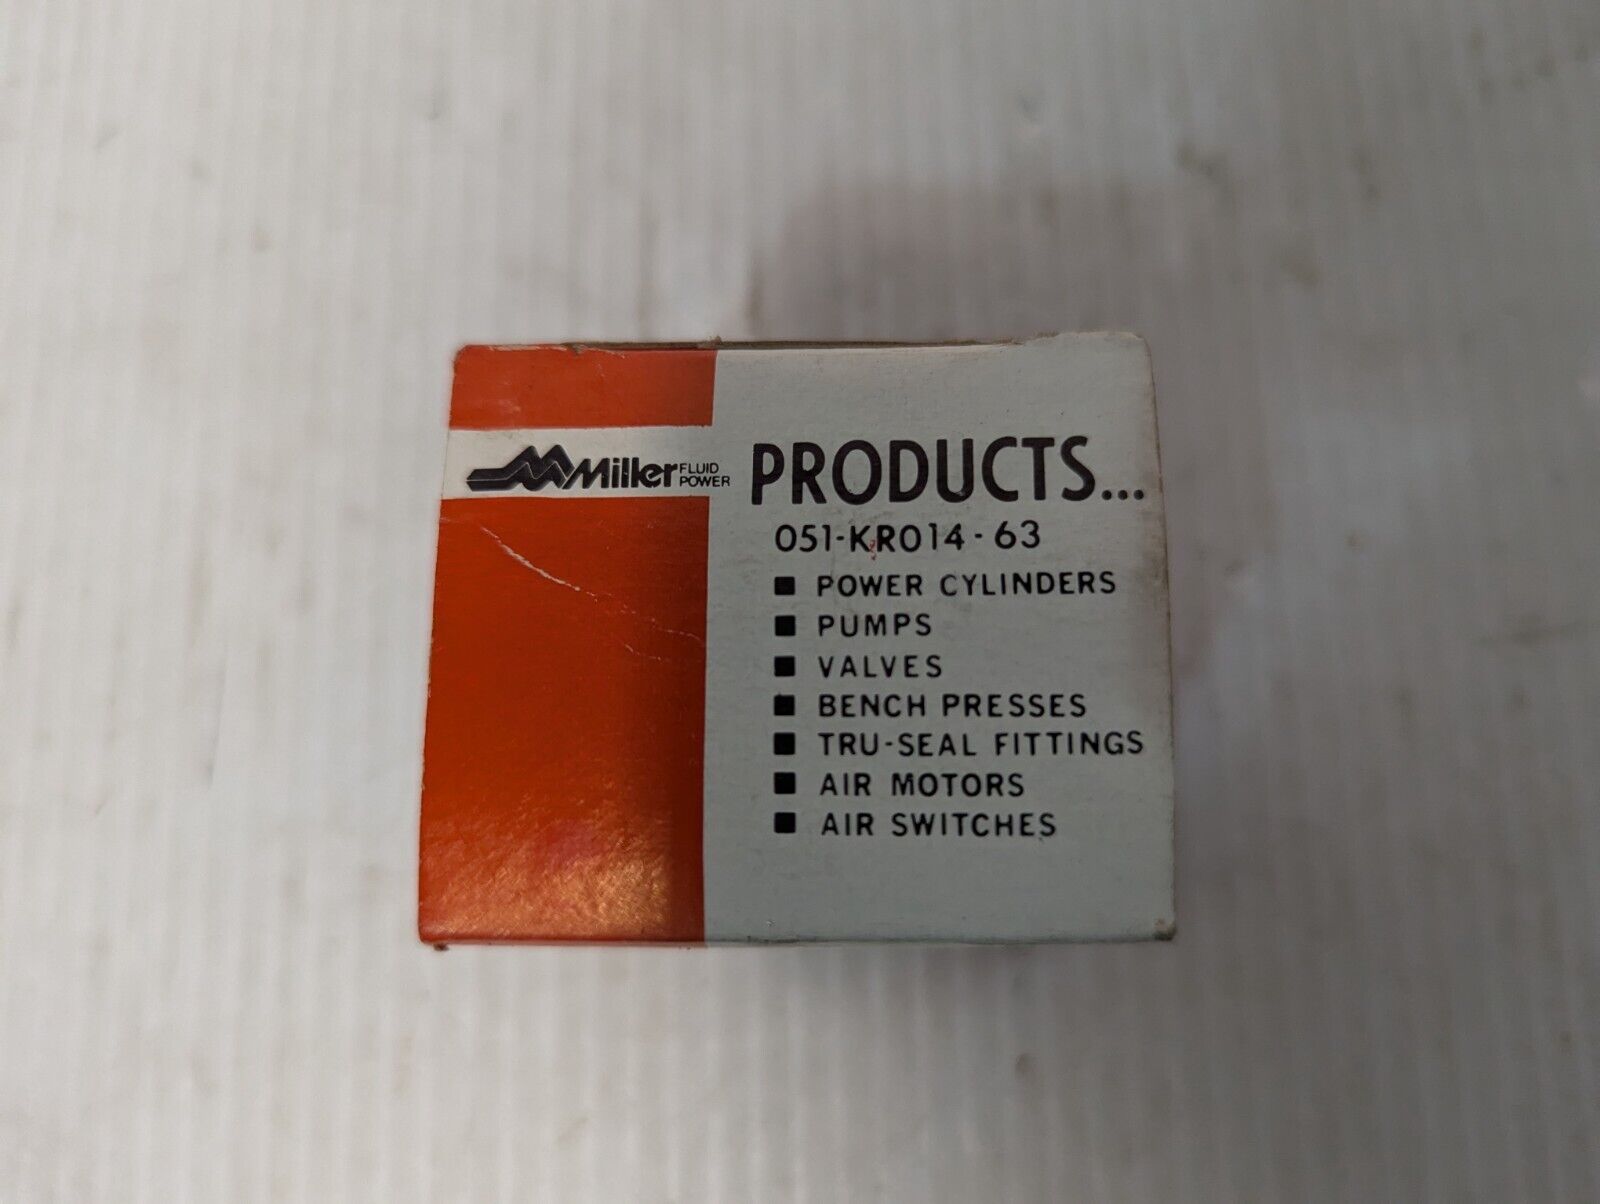 Miller FLUID POWER
PRODUCTS...
051-KR014-63
■ POWER CYLINDERS
■ PUMPS
■ VALVES
■ BENCH PRESSES
■ TRU-SEAL FITTINGS
■ AIR MOTORS
■ AIR SWITCHES